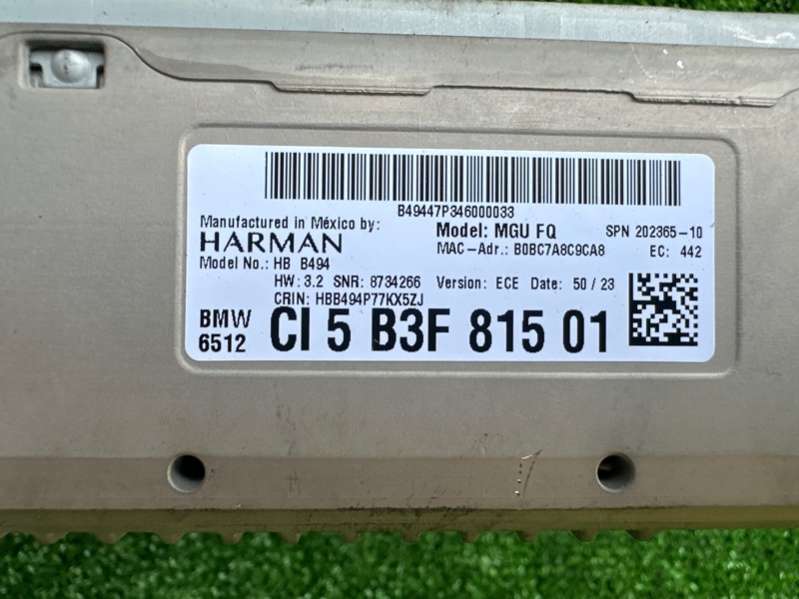 B49447P346000033
Manufactured in México by: Model: MGU FQ SPN 202365-10
HARMAN MAC-Adr.: B0BC7A8C9CA8 EC: 442
Model No.: HB B494
HW: 3.2 SNR: 8734266 Version: ECE Date: 50 / 23
CRIN: HBB494P77KX5ZJ
BMW
6512 CI 5 B3F 815 01